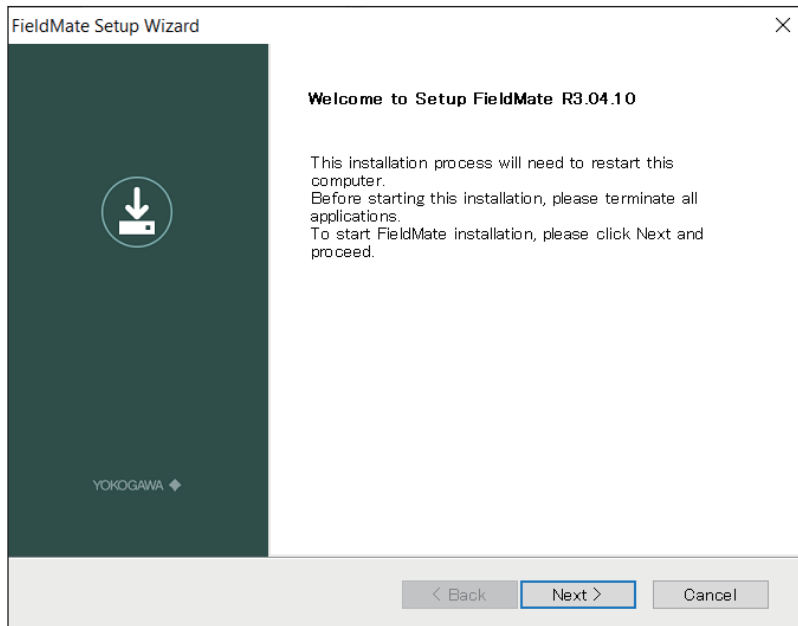 FieldMate Setup Wizard
Welcome to Setup FieldMate R3.04.10
This installation process will need to restart this
computer.
Before starting this installation, please terminate all
applications.
To start FieldMate installation, please click Next and
proceed.
YOKOGAWA
< Back
Next >
Cancel